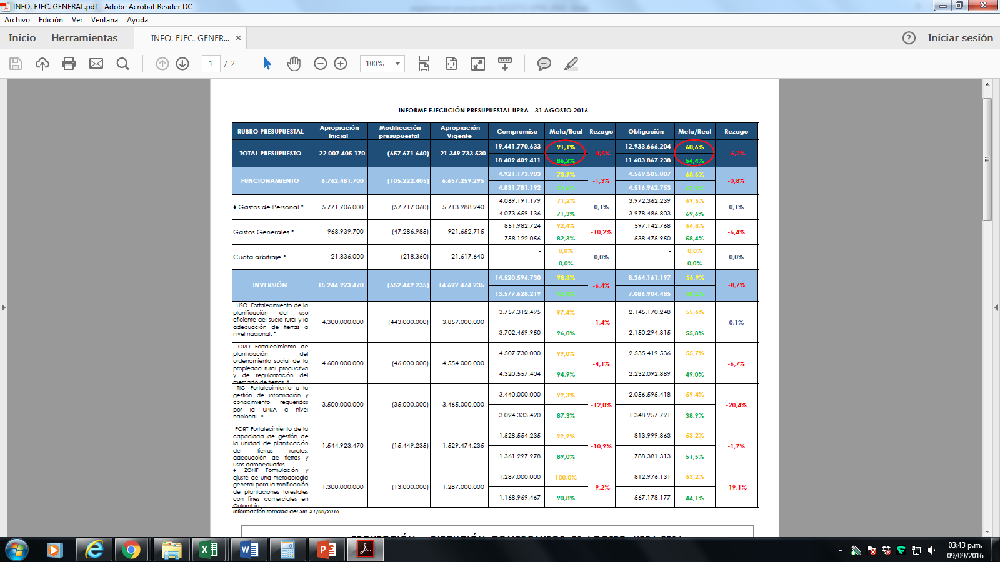 INFO. EJEC. GENERAL.pdf - Adobe Acrobat Reader DC
Archivo Edición Ver Ventana Ayuda
Inicio Herramientas INFO. EJEC. GENER... × ? Iniciar sesión
1 / 2 100%
INFORME EJECUCIÓN PRESUPUESTAL UPRA - 31 AGOSTO 2016-
RUBRO PRESUPUESTAL Apropiación Inicial Modificación presupuestal Apropiación Vigente Compromiso Meta/Real Rezago Obligación Meta/Real Rezago
TOTAL PRESUPUESTO 22.007.405.170 (657.671.640) 21.349.733.530 19.441.770.633 91,1% -4,8% 12.933.666.204 60,6% -6,2%
18.409.409.411 86,2% 11.603.867.238 54,4%
FUNCIONAMIENTO 6.762.481.700 (105.222.405) 6.657.259.295 4.921.173.903 73,9% -1,3% 4.569.505.007 68,6% -0,8%
4.831.781.192 4.516.962.753
♦ Gastos de Personal * 5.771.706.000 (57.717.060) 5.713.988.940 4.069.191.179 71,2% 0,1% 3.972.362.239 69,5% 0,1%
4.073.659.136 71,3% 3.978.486.803 69,6%
Gastos Generales * 968.939.700 (47.286.985) 921.652.715 851.982.724 92,4% -10,2% 597.142.768 64,8% -6,4%
758.122.056 82,3% 538.475.950 58,4%
Cuota arbitraje * 21.836.000 (218.360) 21.617.640 - 0,0% 0,0% - 0,0% 0,0%
0,0% - 0,0%
INVERSIÓN 15.244.923.470 (552.449.235) 14.692.474.235 14.520.596.730 98,8% -6,4% 8.364.161.197 56,9% -8,7%
13.577.628.219 7.086.904.485
USO Fortalecimiento de la
planificación del uso
eficiente del suelo rural y la
adecuación de tierras a
nivel nacional. *
4.300.000.000 (443.000.000) 3.857.000.000 3.757.312.495 97,4% -1,4% 2.145.170.248 55,6% 0,1%
3.702.469.950 96,0% 2.150.294.315 55,8%
ORD Fortalecimiento de
planificación del
ordenamiento social de la
propiedad rural productiva
y de regularización del
mercado de tierras. *
4.600.000.000 (46.000.000) 4.554.000.000 4.507.730.000 99,0% -4,1% 2.535.419.536 55,7% -6,7%
4.320.557.404 94,9% 2.232.092.889 49,0%
TIC Fortalecimiento a la
gestión de información y
conocimiento requeridos
por la UPRA a nivel
nacional. *
3.500.000.000 (35.000.000) 3.465.000.000 3.440.000.000 99,3% -12,0% 2.056.595.418 59,4% -20,4%
3.024.333.420 87,3% 1.348.957.791 38,9%
FORT Fortalecimiento de la
capacidad de gestión de
la unidad de planificación
de tierras rurales,
adecuación de tierras y
usos agropecuarios
1.544.923.470 (15.449.235) 1.529.474.235 1.528.554.235 99,9% -10,9% 813.999.863 53,2% -1,7%
1.361.297.978 89,0% 788.381.313 51,5%
♦ ZONF Formulación y
ajuste de una metodología
general para la zonificación
de plantaciones forestales
con fines comerciales en
Colombia
1.300.000.000 (13.000.000) 1.287.000.000 1.287.000.000 100,0% -9,2% 812.976.131 63,2% -19,1%
1.168.969.467 90,8% 567.178.177 44,1%
Información tomada del SIIF 31/08/2016
PROYECCIÓN EJECUCIÓN COMPROMISOS 31 AGOSTO UPRA 2016
03:43 p.m.
09/09/2016